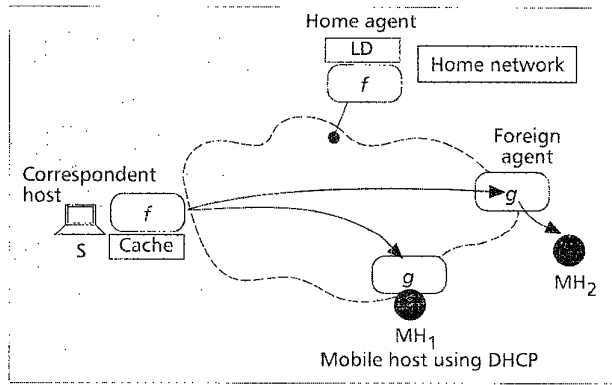 Home agent
LD
f
Home network
Foreign
agent
g
Correspondent
host
f
Cache
S
g
MH2
MH1
Mobile host using DHCP